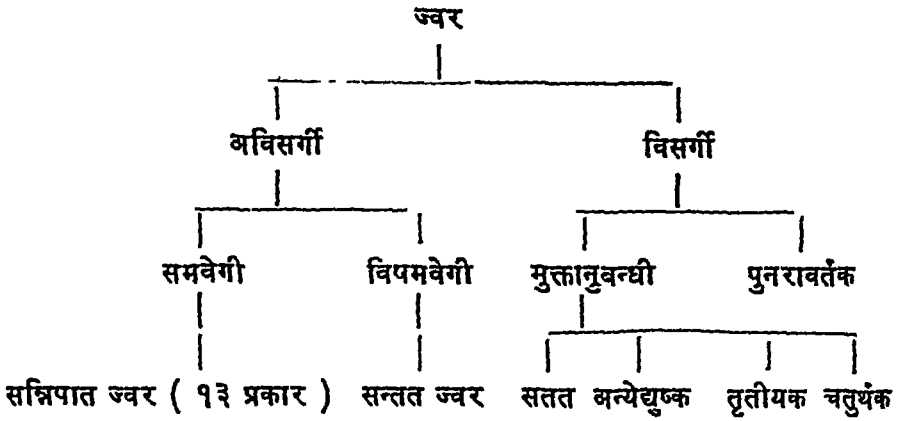 ज्वर
अविसर्गी विसर्गी
समवेगी विषमवेगी मुक्तानुबन्धी पुनरावर्तक
सन्निपात ज्वर ( १३ प्रकार ) सन्तत ज्वर सतत अन्येद्युष्क तृतीयक चतुर्थक